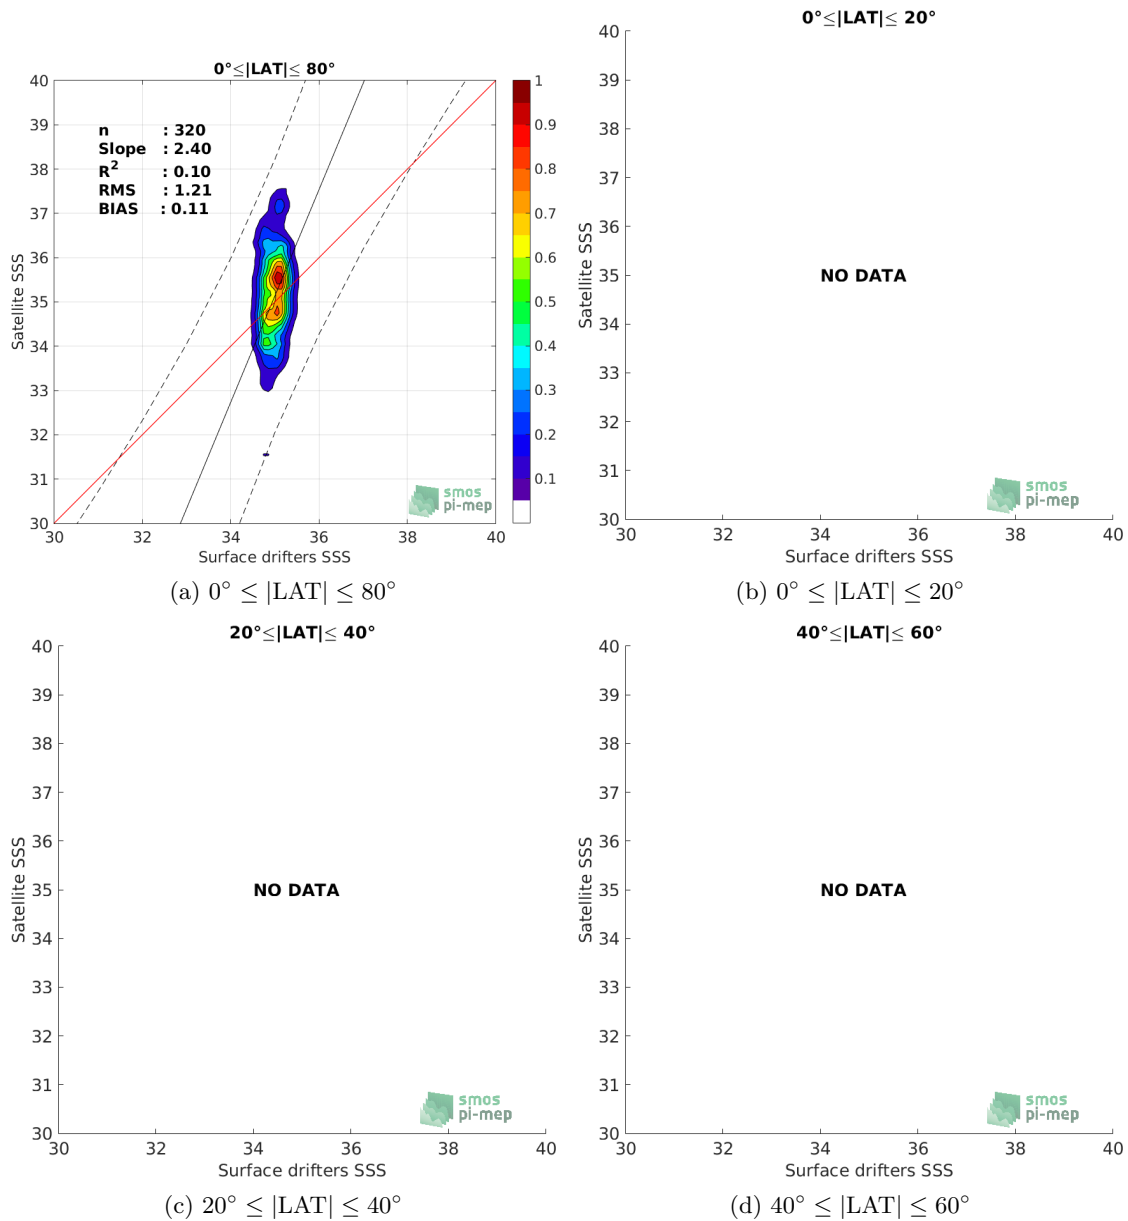 0°≤|LAT|≤ 80°
n : 320
Slope : 2.40
R² : 0.10
RMS : 1.21
BIAS : 0.11
40
39
38
37
36
35
34
33
32
31
30
Satellite SSS
30 32 34 36 38 40
Surface drifters SSS
1
0.9
0.8
0.7
0.6
0.5
0.4
0.3
0.2
0.1
smos
pi-mep
(a) 0° ≤ |LAT| ≤ 80°
0°≤|LAT|≤ 20°
40
39
38
37
36
35
34
33
32
31
30
Satellite SSS
NO DATA
smos
pi-mep
30 32 34 36 38 40
Surface drifters SSS
(b) 0° ≤ |LAT| ≤ 20°
20°≤|LAT|≤ 40°
40
39
38
37
36
35
34
33
32
31
30
Satellite SSS
NO DATA
smos
pi-mep
30 32 34 36 38 40
Surface drifters SSS
(c) 20° ≤ |LAT| ≤ 40°
40°≤|LAT|≤ 60°
40
39
38
37
36
35
34
33
32
31
30
Satellite SSS
NO DATA
smos
pi-mep
30 32 34 36 38 40
Surface drifters SSS
(d) 40° ≤ |LAT| ≤ 60°